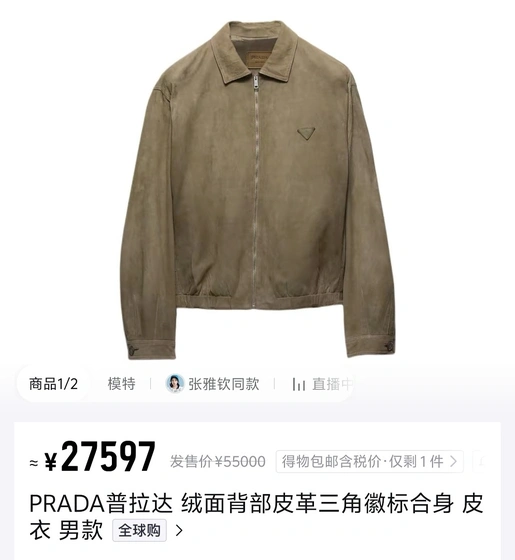 商品1/2
模特
张雅钦同款
直播中
≈ ¥27597 发售价¥55000 得物包邮含税价·仅剩1件 >
PRADA普拉达 绒面背部皮革三角徽标合身 皮
衣 男款 全球购 >